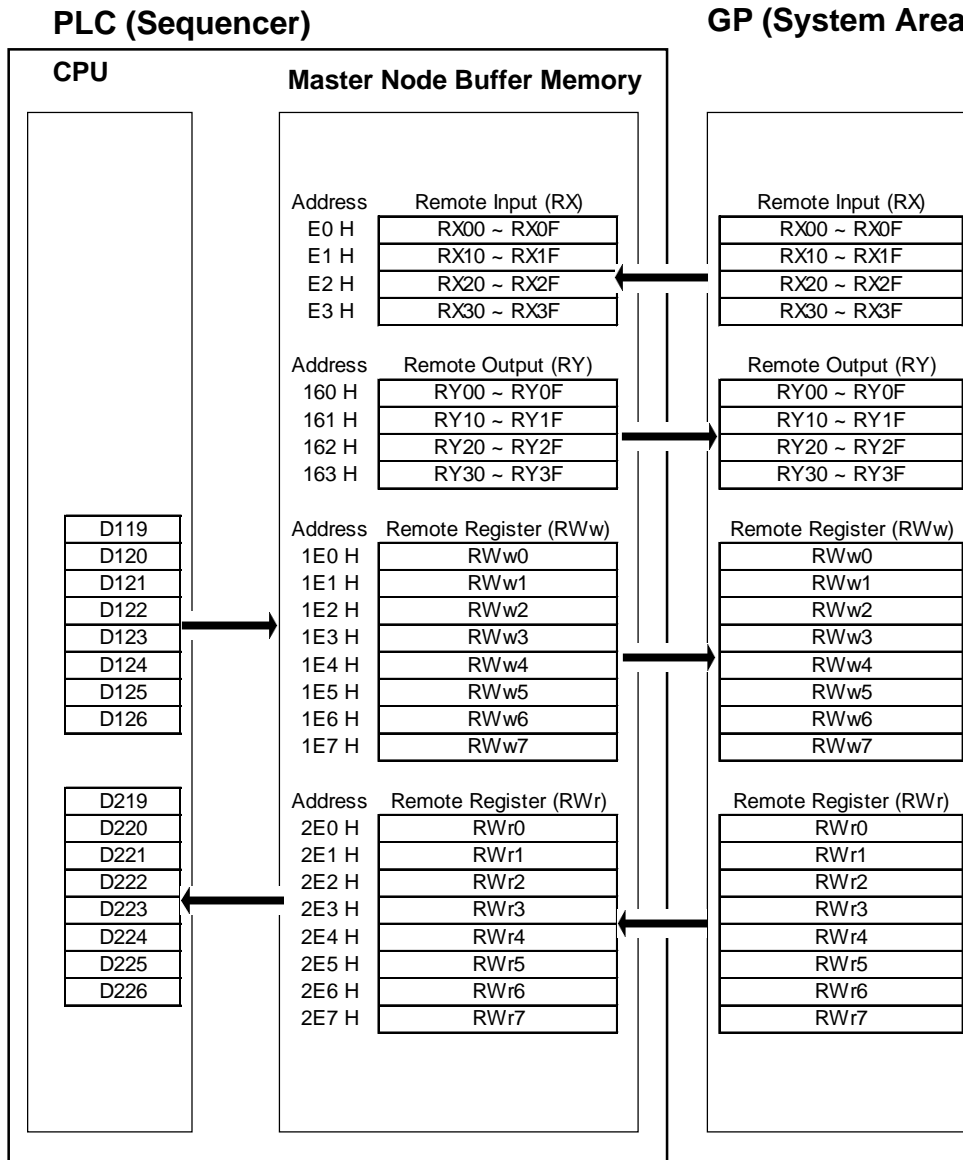 PLC (Sequencer)
GP (System Area
CPU
Master Node Buffer Memory
Address Remote Input (RX) Remote Input (RX)
E0 H RX00 ~ RX0F RX00 ~ RX0F
E1 H RX10 ~ RX1F RX10 ~ RX1F
E2 H RX20 ~ RX2F RX20 ~ RX2F
E3 H RX30 ~ RX3F RX30 ~ RX3F
Address Remote Output (RY) Remote Output (RY)
160 H RY00 ~ RY0F RY00 ~ RY0F
161 H RY10 ~ RY1F RY10 ~ RY1F
162 H RY20 ~ RY2F RY20 ~ RY2F
163 H RY30 ~ RY3F RY30 ~ RY3F
D119 Address Remote Register (RWw) Remote Register (RWw)
D120 1E0 H RWw0 RWw0
D121 1E1 H RWw1 RWw1
D122 1E2 H RWw2 RWw2
D123 1E3 H RWw3 RWw3
D124 1E4 H RWw4 RWw4
D125 1E5 H RWw5 RWw5
D126 1E6 H RWw6 RWw6
1E7 H RWw7 RWw7
D219 Address Remote Register (RWr) Remote Register (RWr)
D220 2E0 H RWr0 RWr0
D221 2E1 H RWr1 RWr1
D222 2E2 H RWr2 RWr2
D223 2E3 H RWr3 RWr3
D224 2E4 H RWr4 RWr4
D225 2E5 H RWr5 RWr5
D226 2E6 H RWr6 RWr6
2E7 H RWr7 RWr7